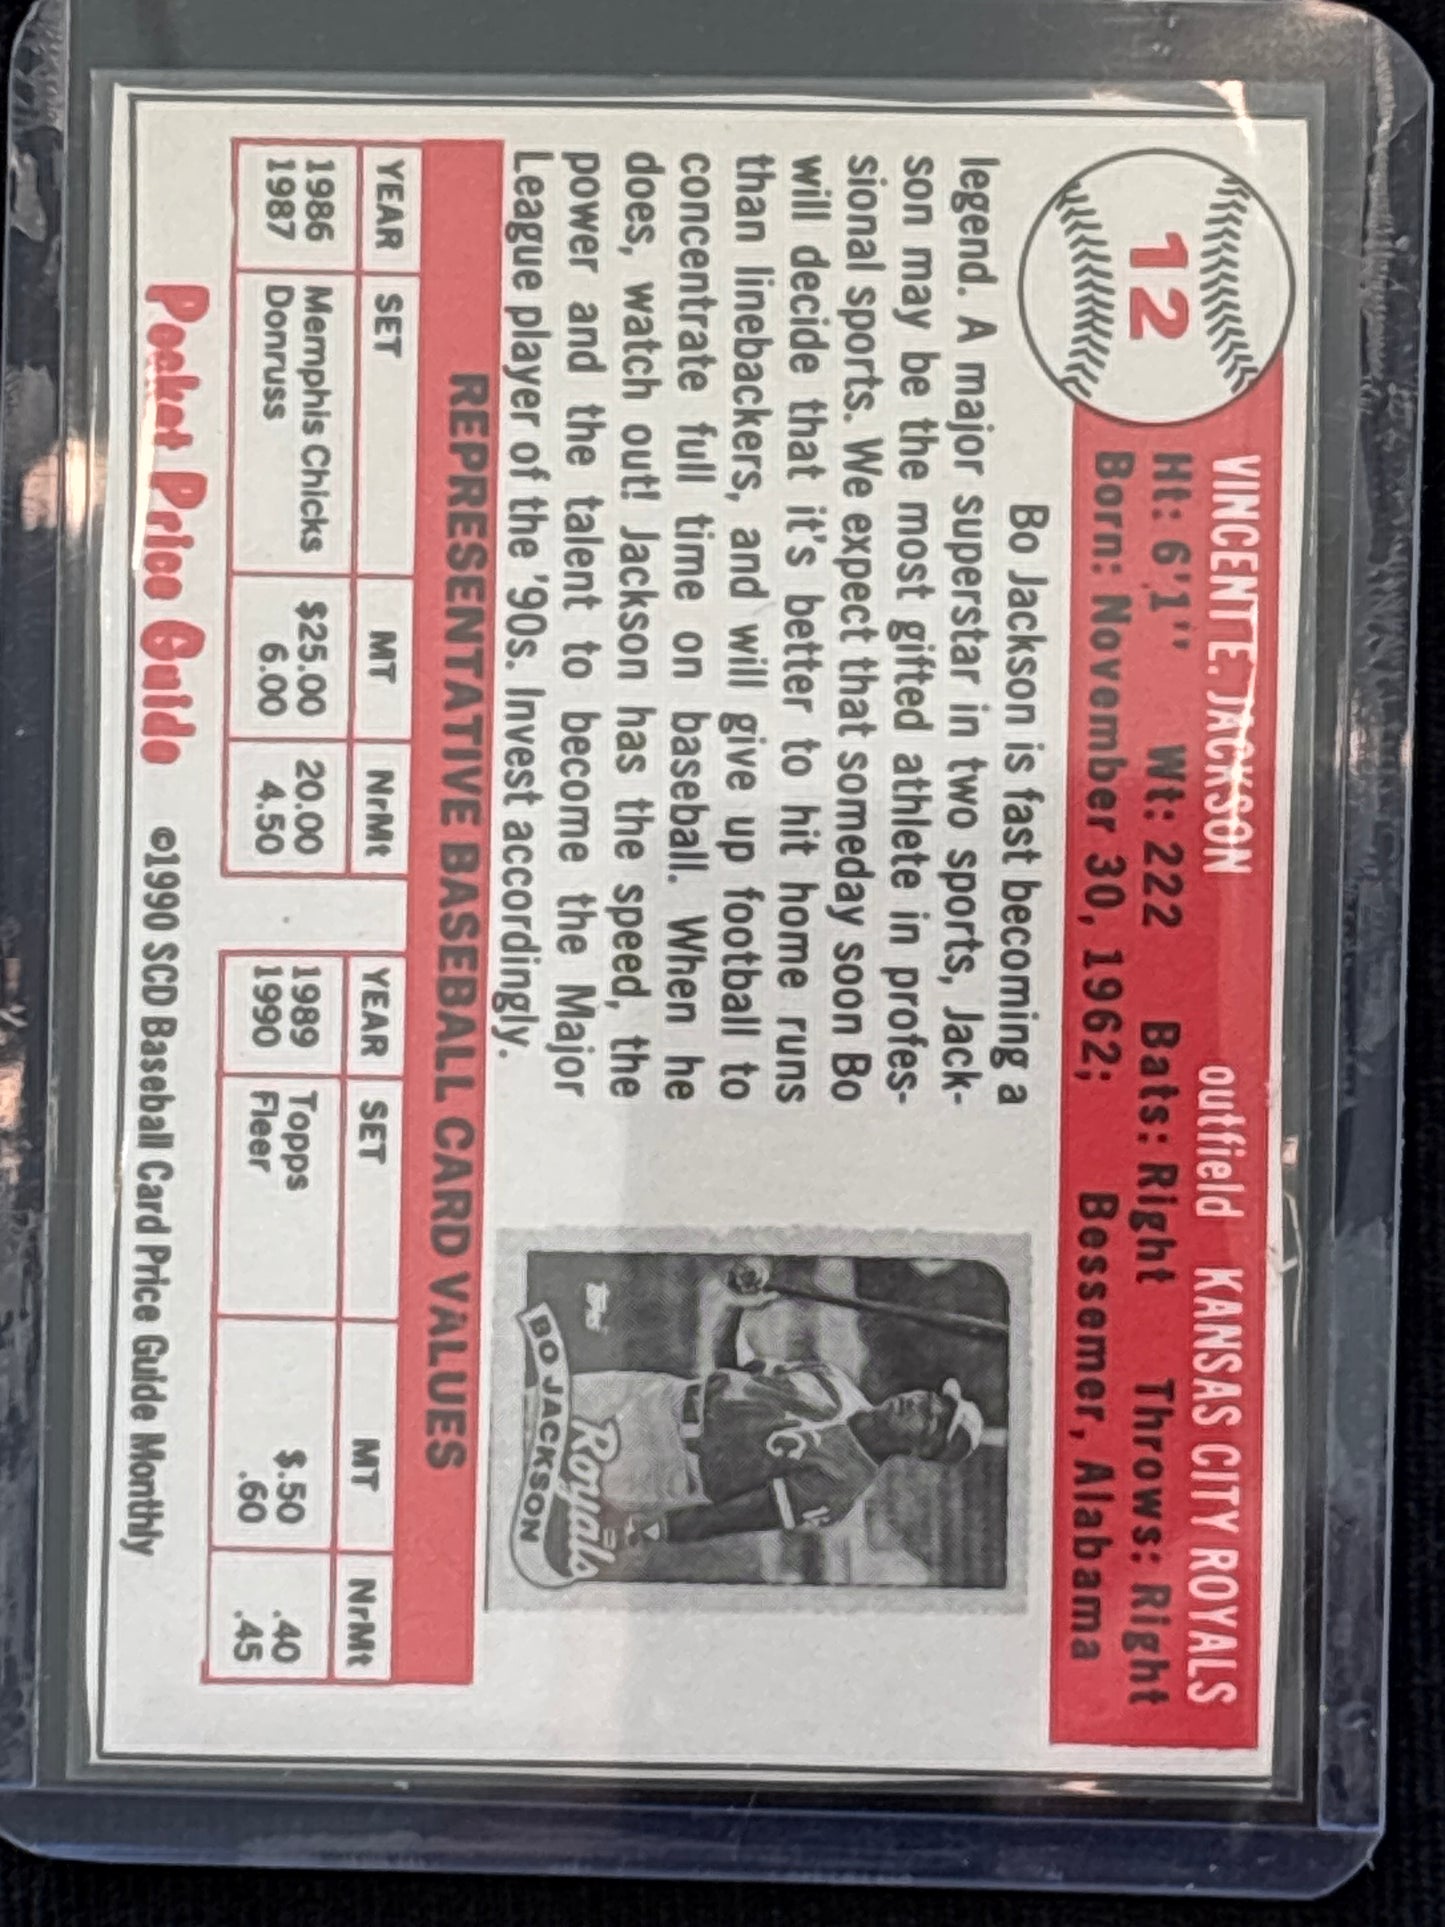 12
VINCENT E. JACKSON outfield KANSAS CITY ROYALS
Ht: 6'1'' Wt: 222 Bats: Right Throws: Right
Born: November 30, 1962; Bessemer, Alabama
Bo Jackson is fast becoming a
legend. A major superstar in two sports, Jack-
son may be the most gifted athlete in profes-
sional sports. We expect that someday soon Bo
will decide that it's better to hit home runs
than linebackers, and will give up football to
concentrate full time on baseball. When he
does, watch out! Jackson has the speed, the
power and the talent to become the Major
League player of the '90s. Invest accordingly.
Topps
Royals
BO JACKSON
REPRESENTATIVE BASEBALL CARD VALUES
YEAR SET MT NrMt YEAR SET MT NrMt
1986 Memphis Chicks $25.00 20.00 1989 Topps $.50 .40
1987 Donruss 6.00 4.50 1990 Fleer .60 .45
Pocket Price Guide ©1990 SCD Baseball Card Price Guide Monthly